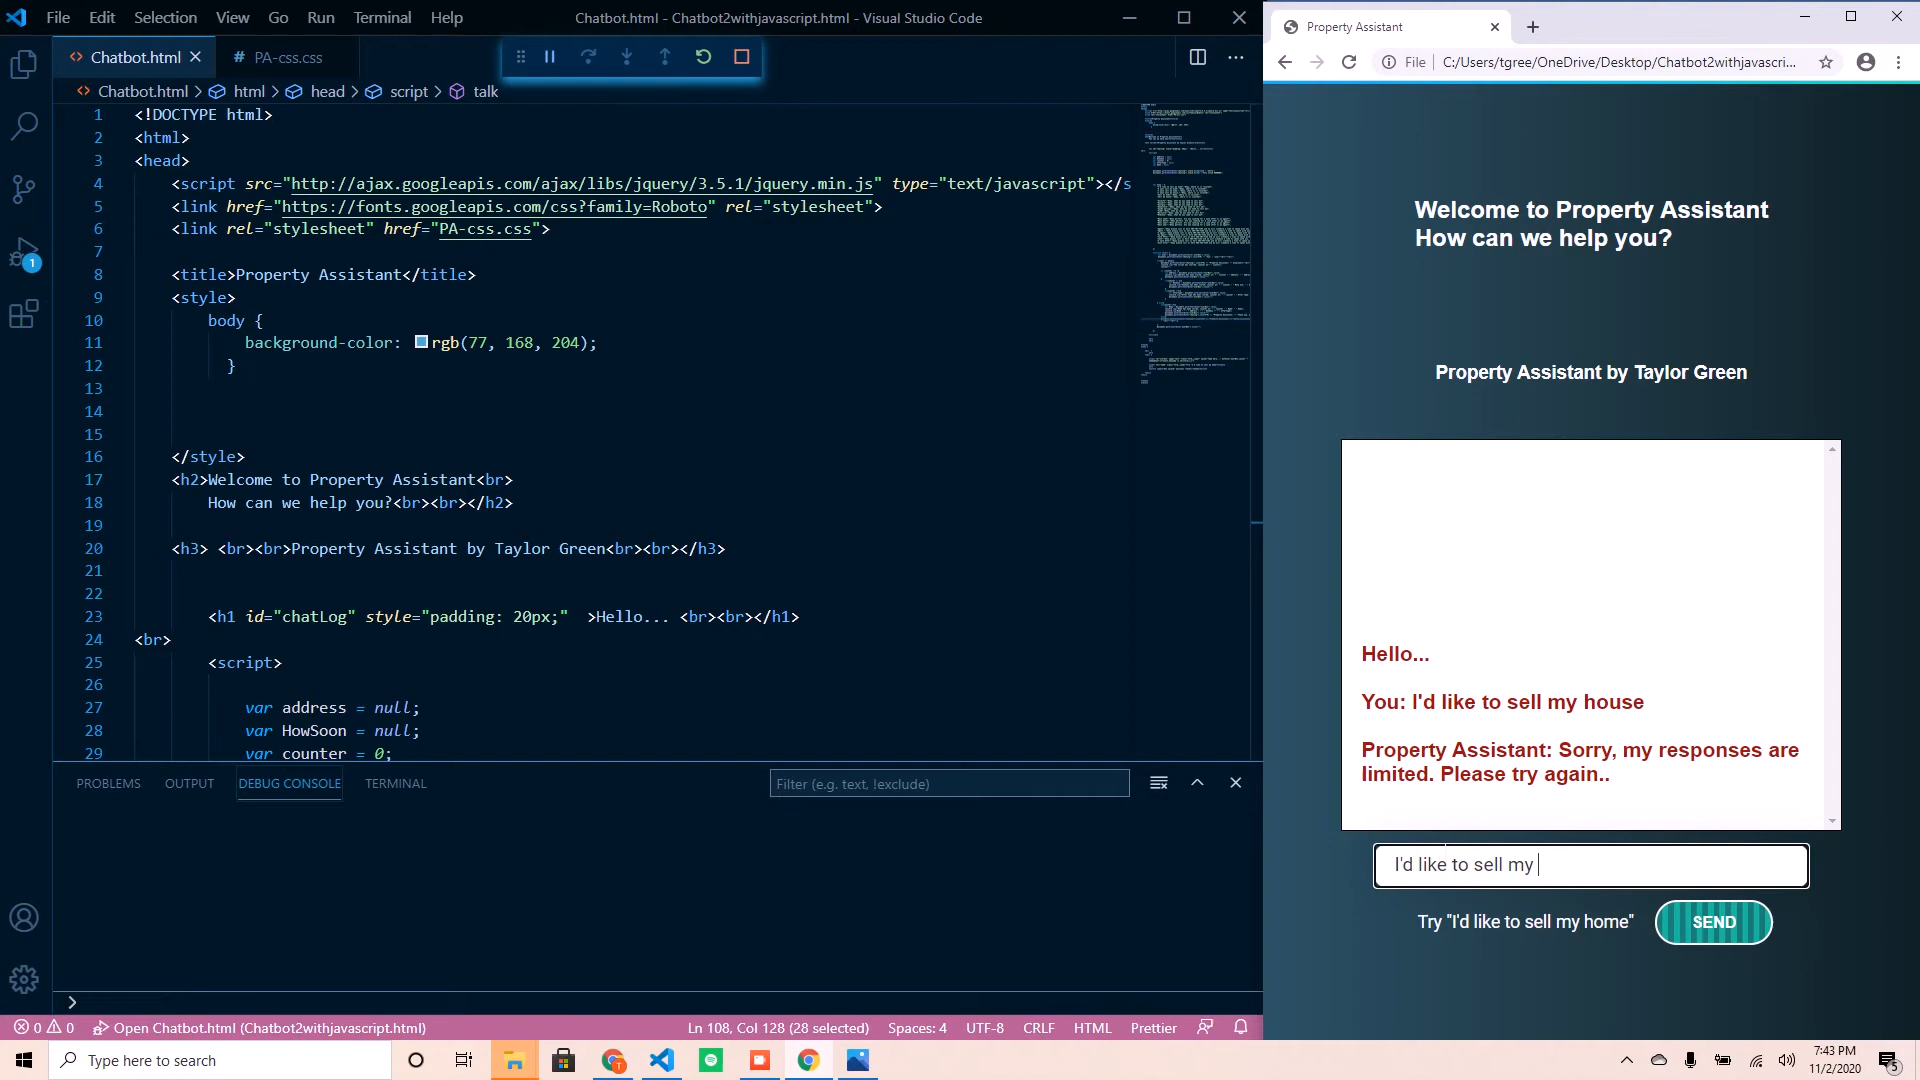 File Edit Selection View Go Run Terminal Help
Chatbot.html - Chatbot2withjavascript.html - Visual Studio Code
Chatbot.html
# PA-css.css
Chatbot.html > html > head > script > talk
1 <!DOCTYPE html>
2 <html>
3 <head>
4 <script src="http://ajax.googleapis.com/ajax/libs/jquery/3.5.1/jquery.min.js" type="text/javascript"></s
5 <link href="https://fonts.googleapis.com/css?family=Roboto" rel="stylesheet">
6 <link rel="stylesheet" href="PA-css.css">
7
8 <title>Property Assistant</title>
9 <style>
10 body {
11 background-color: rgb(77, 168, 204);
12 }
13
14
15
16 </style>
17 <h2>Welcome to Property Assistant<br>
18 How can we help you?<br><br></h2>
19
20 <h3> <br><br>Property Assistant by Taylor Green<br><br></h3>
21
22
23 <h1 id="chatLog" style="padding: 20px;" >Hello... <br><br></h1>
24 <br>
25 <script>
26
27 var address = null;
28 var HowSoon = null;
29 var counter = 0;
PROBLEMS OUTPUT DEBUG CONSOLE TERMINAL
Filter (e.g. text, !exclude)
1
0 0 Open Chatbot.html (Chatbot2withjavascript.html)
Ln 108, Col 128 (28 selected) Spaces: 4 UTF-8 CRLF HTML Prettier
Property Assistant
File C:/Users/tgree/OneDrive/Desktop/Chatbot2withjavascri...
Welcome to Property Assistant
How can we help you?
Property Assistant by Taylor Green
Hello...
You: I'd like to sell my house
Property Assistant: Sorry, my responses are
limited. Please try again..
I'd like to sell my
Try "I'd like to sell my home"
SEND
Type here to search
7:43 PM
11/2/2020
5